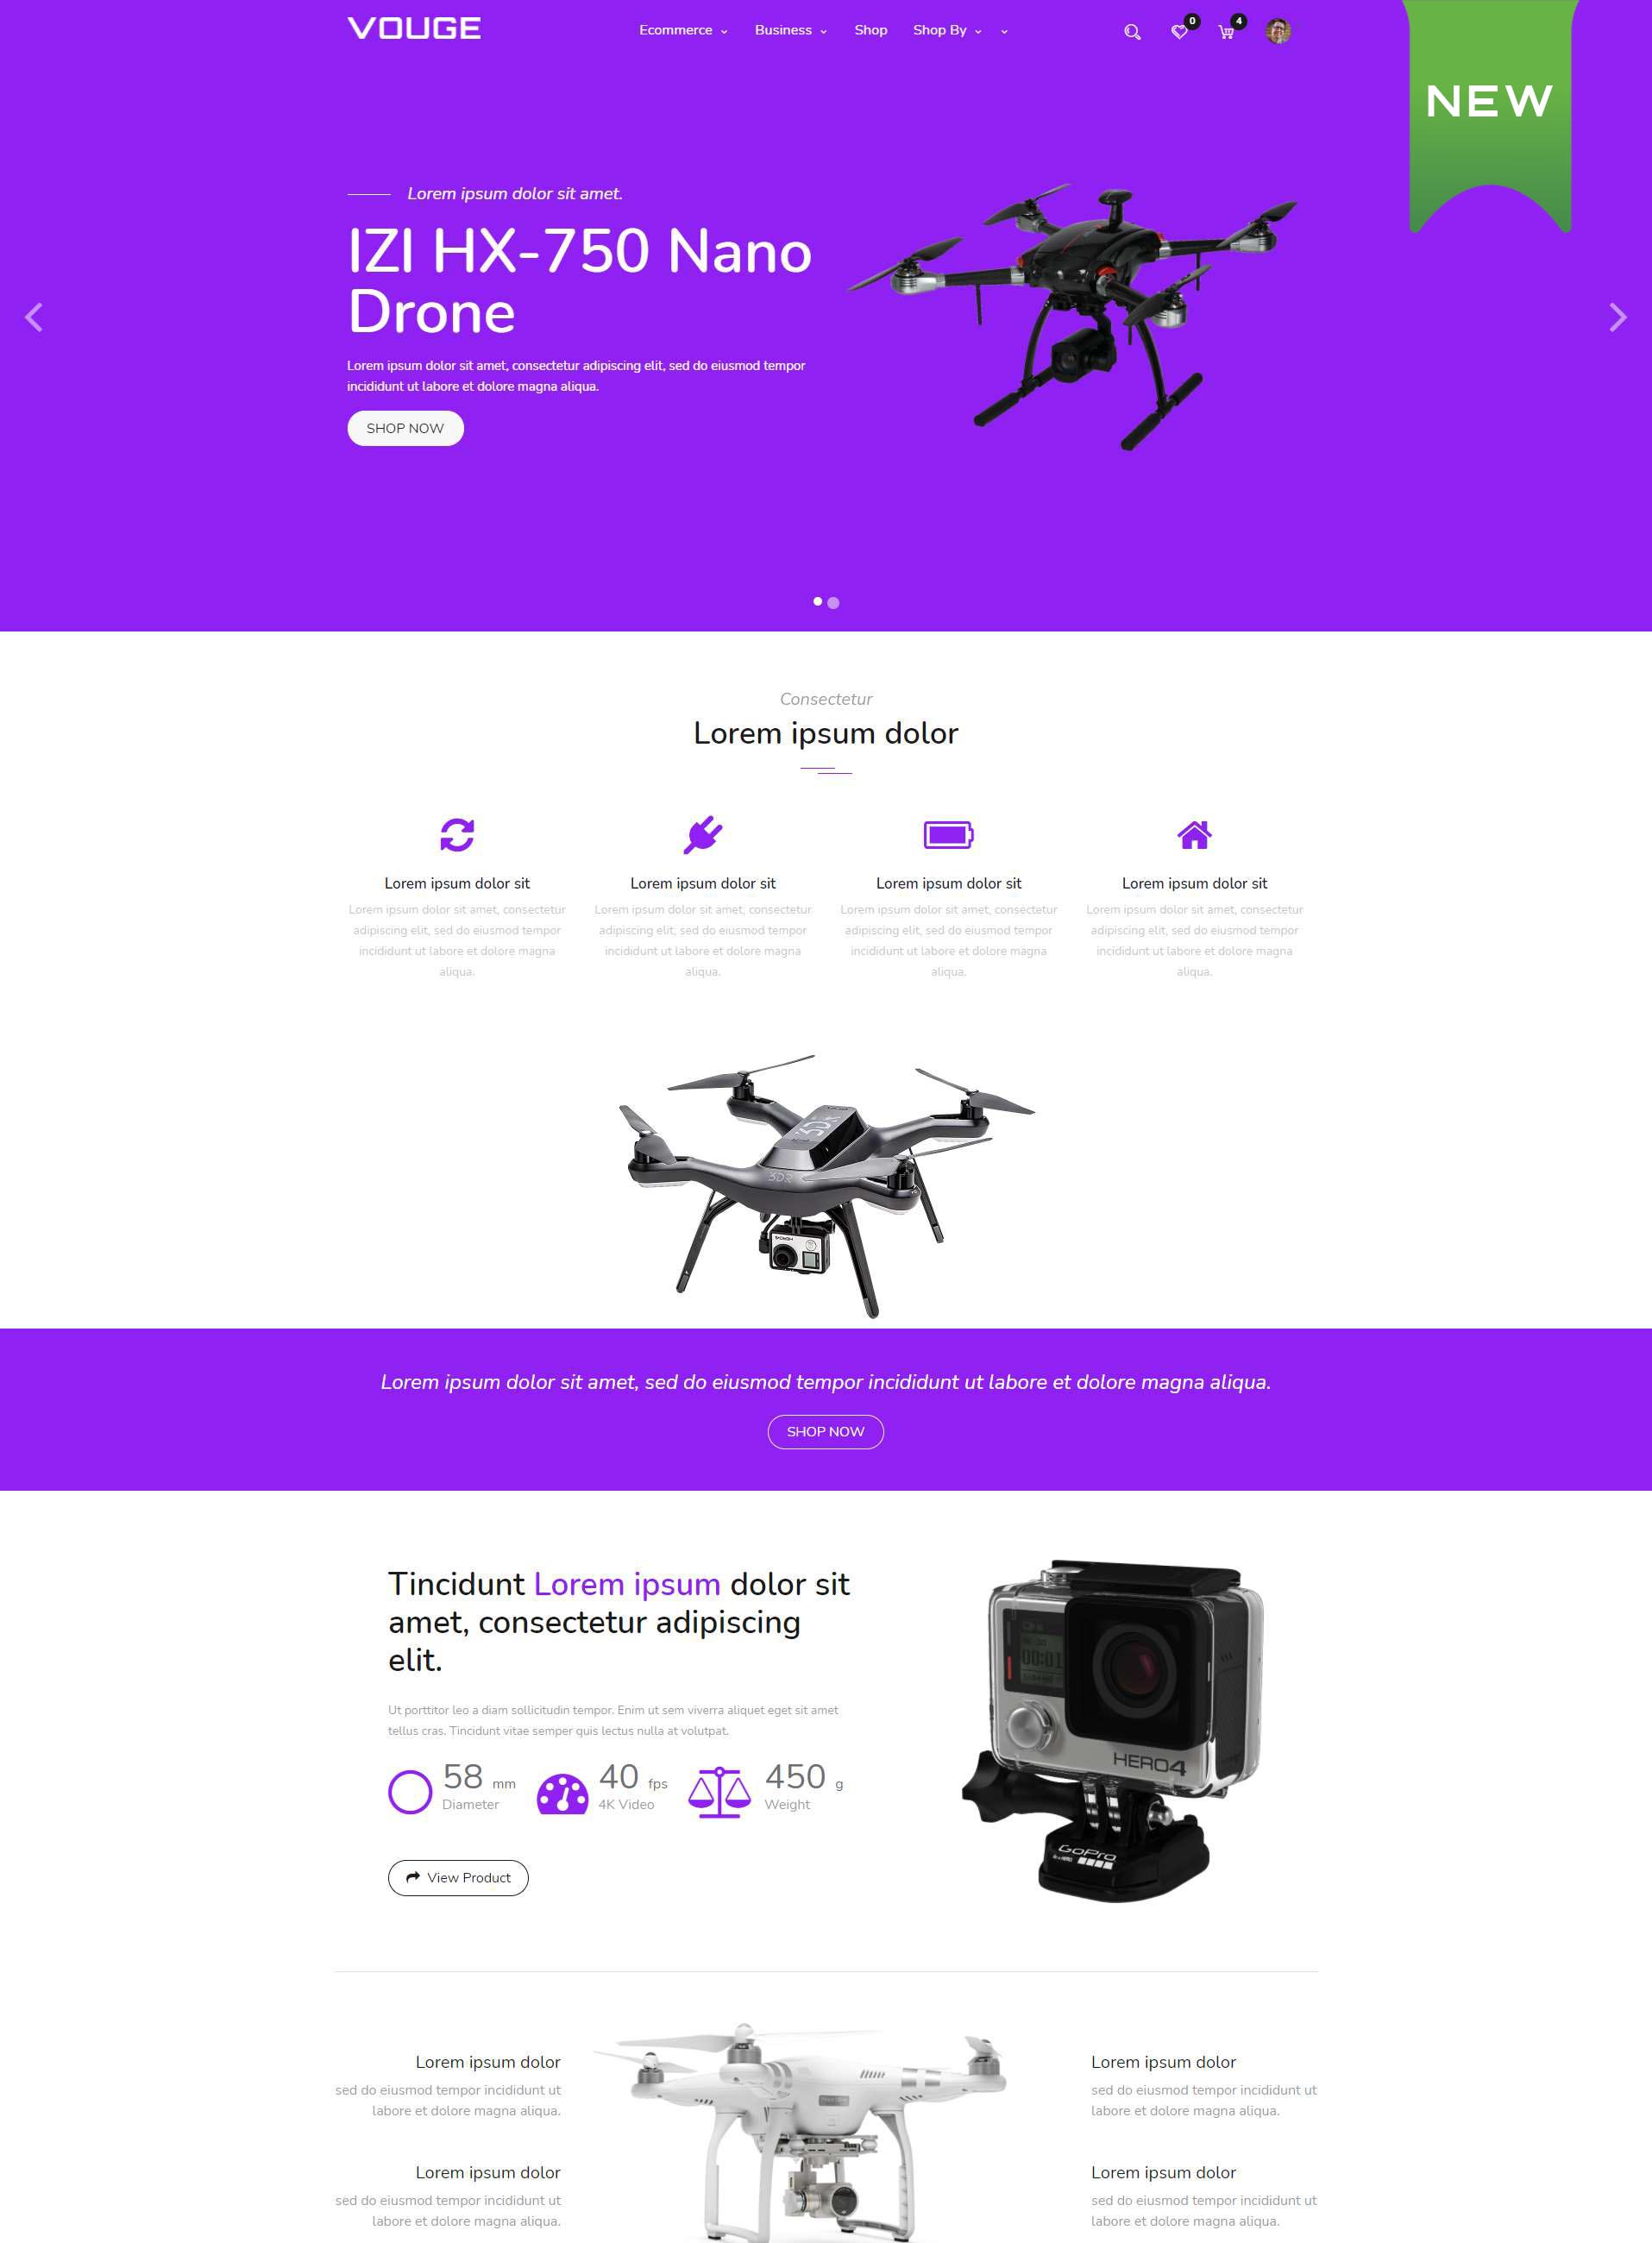 VOUGE
Ecommerce Business Shop Shop By
0 4
NEW
Lorem ipsum dolor sit amet.
IZI HX-750 Nano
Drone
Lorem ipsum dolor sit amet, consectetur adipiscing elit, sed do eiusmod tempor
incididunt ut labore et dolore magna aliqua.
SHOP NOW
Consectetur
Lorem ipsum dolor
Lorem ipsum dolor sit
Lorem ipsum dolor sit amet, consectetur
adipiscing elit, sed do eiusmod tempor
incididunt ut labore et dolore magna
aliqua.
Lorem ipsum dolor sit
Lorem ipsum dolor sit amet, consectetur
adipiscing elit, sed do eiusmod tempor
incididunt ut labore et dolore magna
aliqua.
Lorem ipsum dolor sit
Lorem ipsum dolor sit amet, consectetur
adipiscing elit, sed do eiusmod tempor
incididunt ut labore et dolore magna
aliqua.
Lorem ipsum dolor sit
Lorem ipsum dolor sit amet, consectetur
adipiscing elit, sed do eiusmod tempor
incididunt ut labore et dolore magna
aliqua.
3DR
Lorem ipsum dolor sit amet, sed do eiusmod tempor incididunt ut labore et dolore magna aliqua.
SHOP NOW
Tincidunt Lorem ipsum dolor sit
amet, consectetur adipiscing
elit.
Ut porttitor leo a diam sollicitudin tempor. Enim ut sem viverra aliquet eget sit amet
tellus cras. Tincidunt vitae semper quis lectus nulla at volutpat.
58 mm
Diameter
40 fps
4K Video
450 g
Weight
View Product
00:01
HERO4
GoPro
Lorem ipsum dolor
sed do eiusmod tempor incididunt ut
labore et dolore magna aliqua.
Lorem ipsum dolor
sed do eiusmod tempor incididunt ut
labore et dolore magna aliqua.
Lorem ipsum dolor
sed do eiusmod tempor incididunt ut
labore et dolore magna aliqua.
Lorem ipsum dolor
sed do eiusmod tempor incididunt ut
labore et dolore magna aliqua.